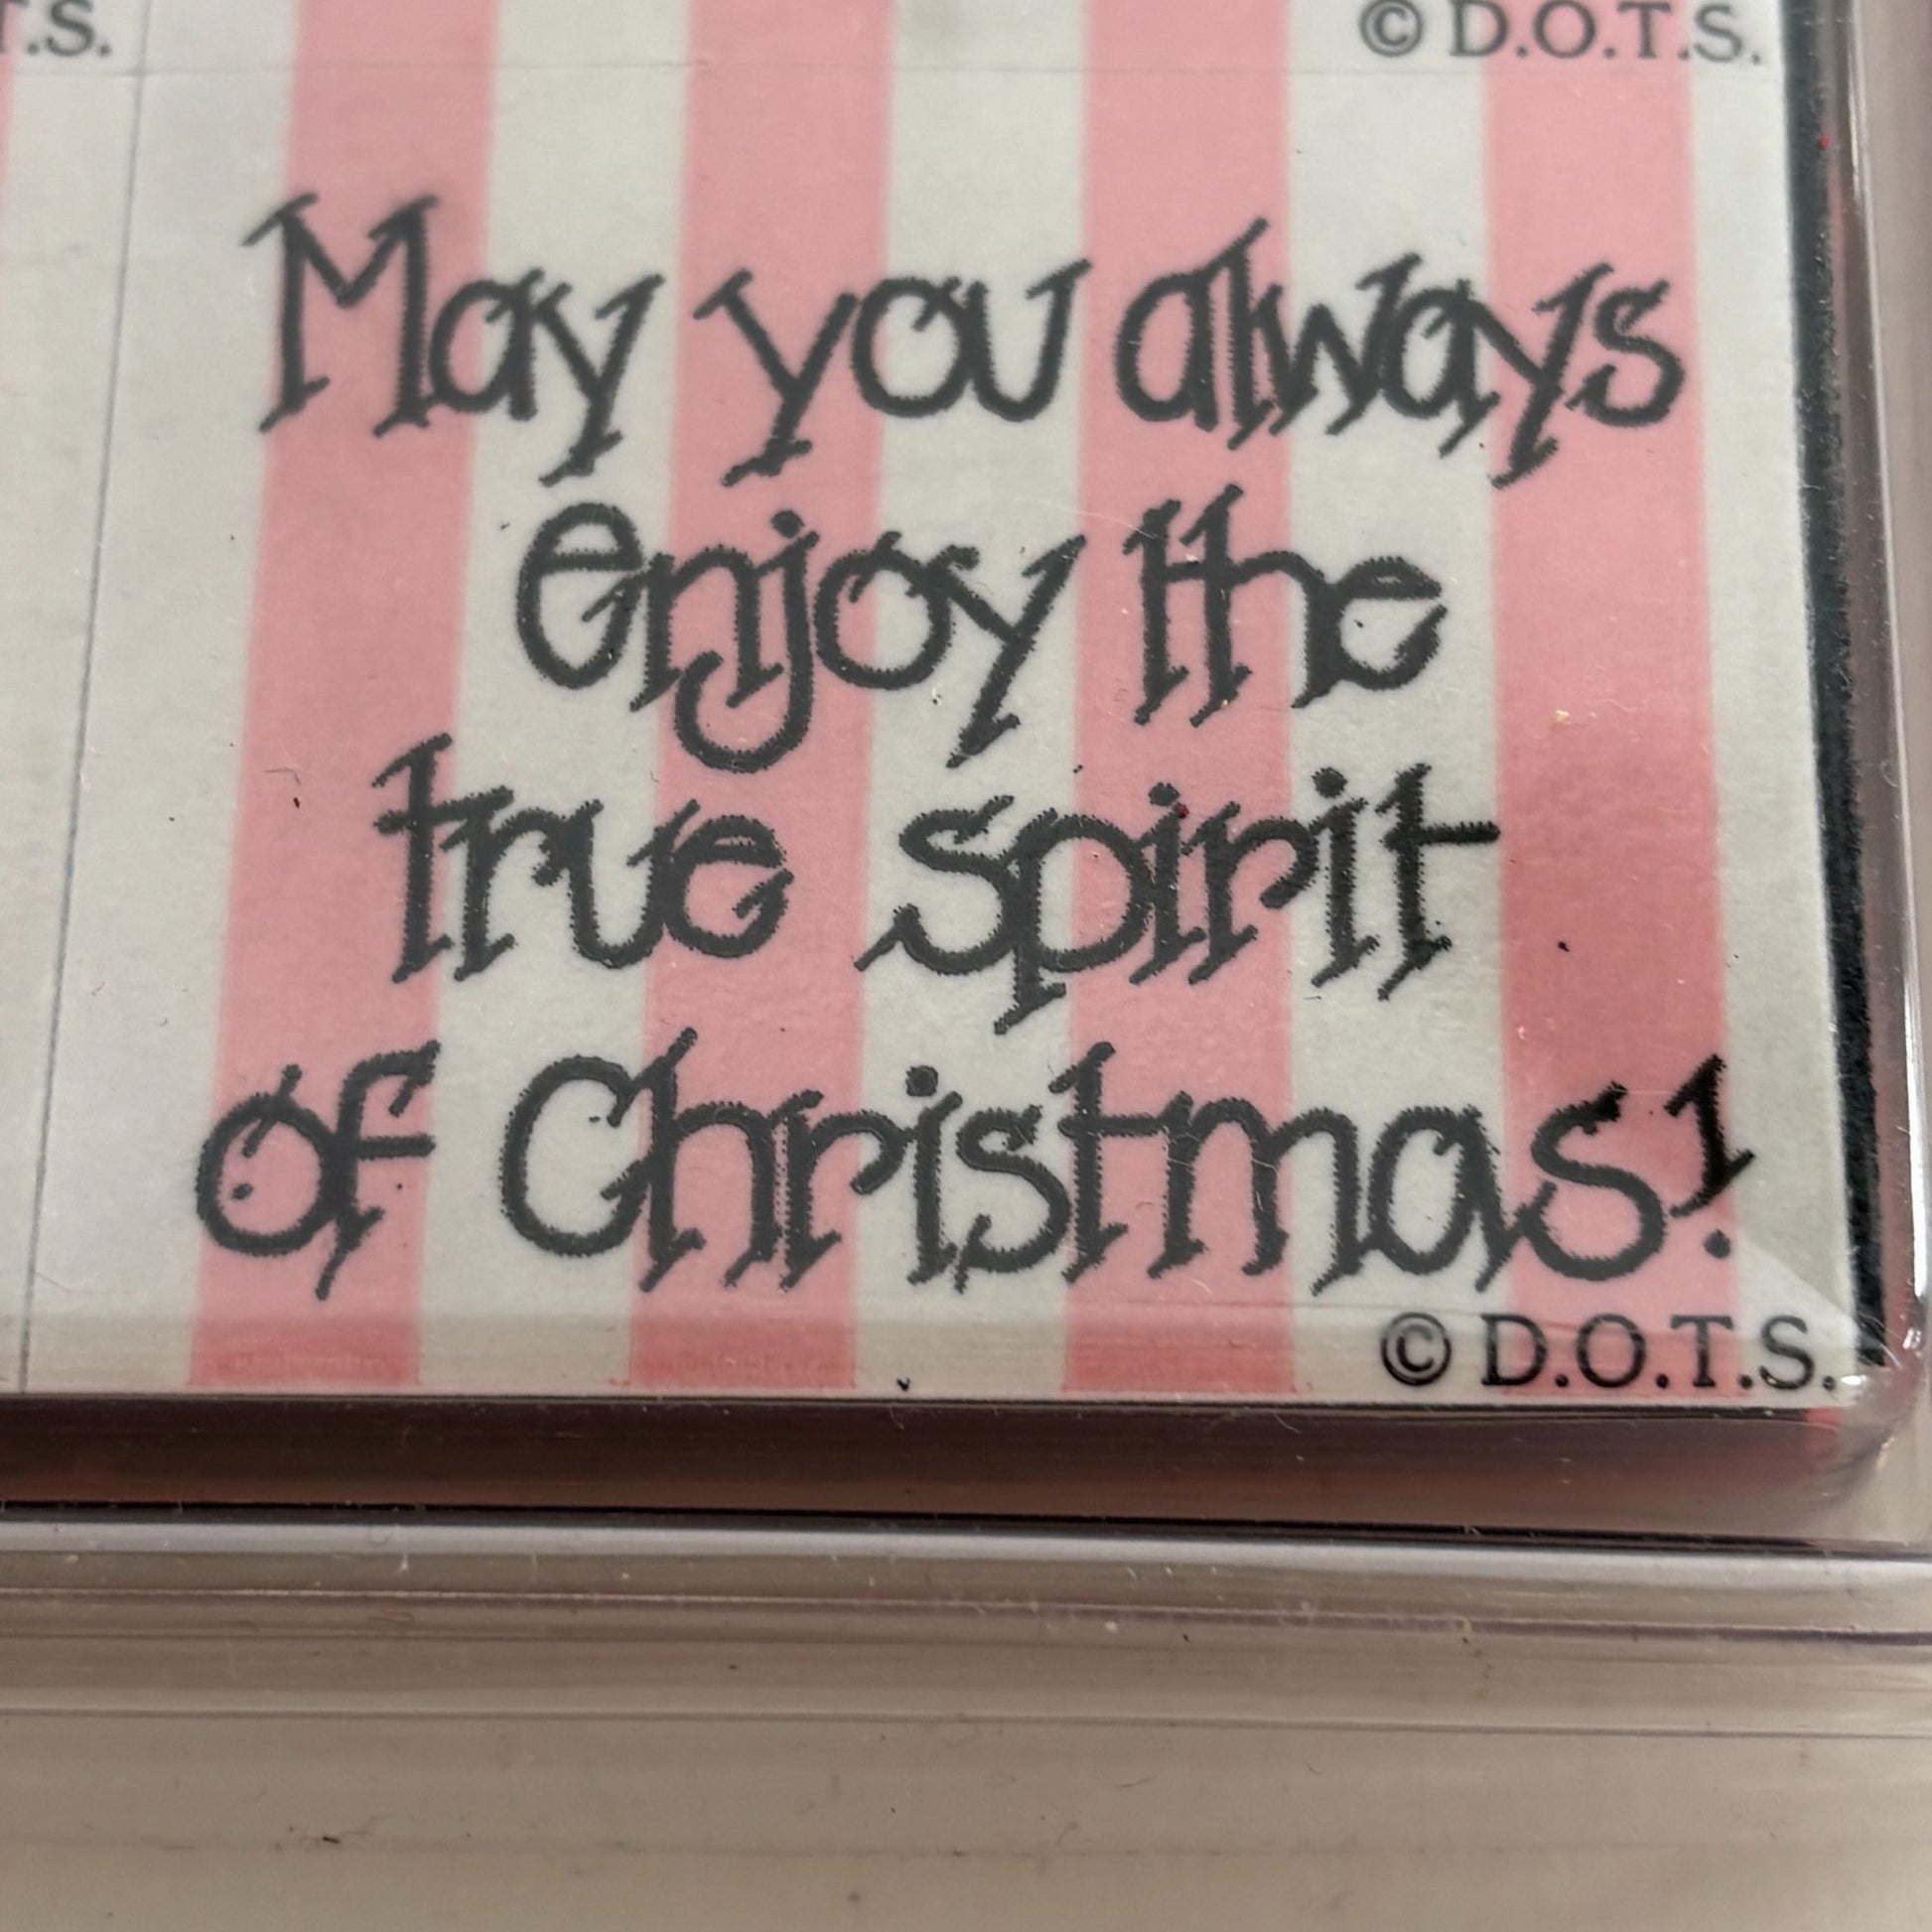 T.S.
© D.O.T.S.
May you always
enjoy the
true spirit
of Christmas!
© D.O.T.S.